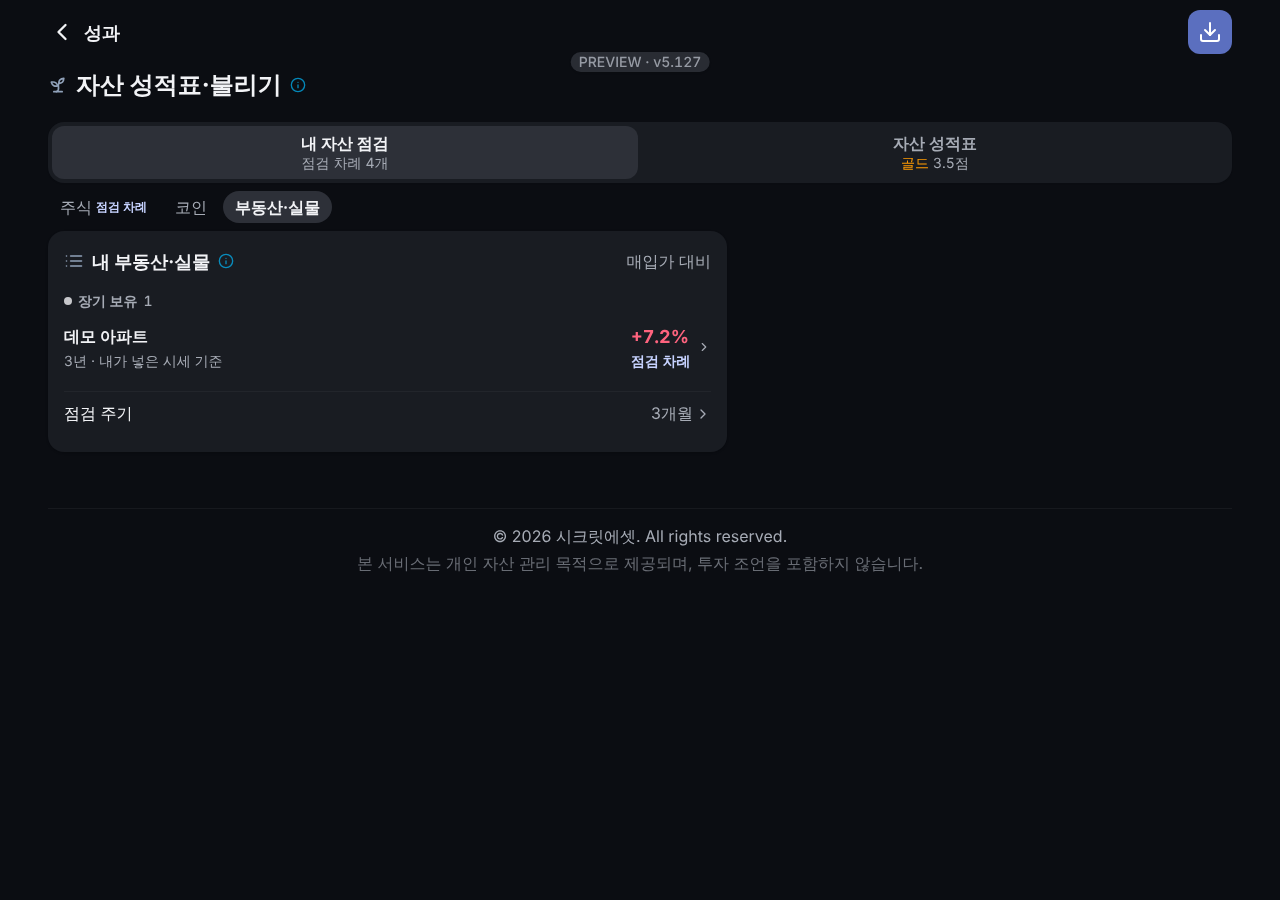 성과
PREVIEW · v5.127
자산 성적표·불리기
내 자산 점검
점검 차례 4개
자산 성적표
골드 3.5점
주식 점검 차례 코인 부동산·실물
내 부동산·실물 매입가 대비
장기 보유 1
데모 아파트 +7.2%
3년 · 내가 넣은 시세 기준 점검 차례
점검 주기 3개월
© 2026 시크릿에셋. All rights reserved.
본 서비스는 개인 자산 관리 목적으로 제공되며, 투자 조언을 포함하지 않습니다.